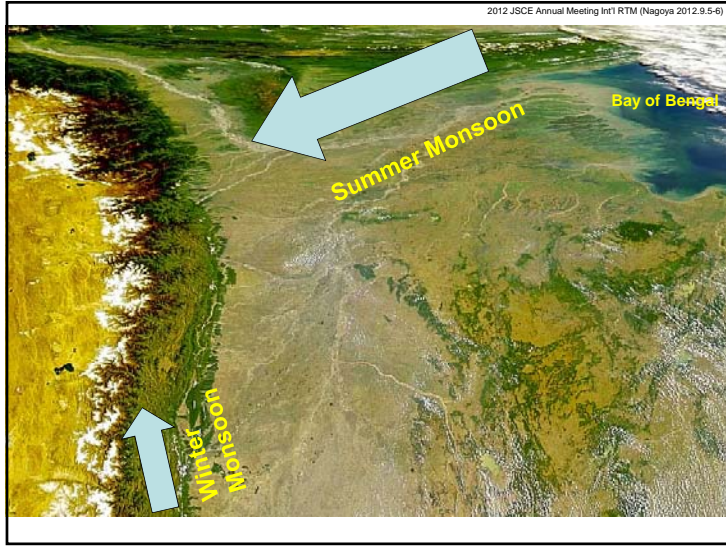 2012 JSCE Annual Meeting Int'l RTM (Nagoya 2012.9.5-6)
Bay of Bengal
Summer Monsoon
Winter
Monsoon